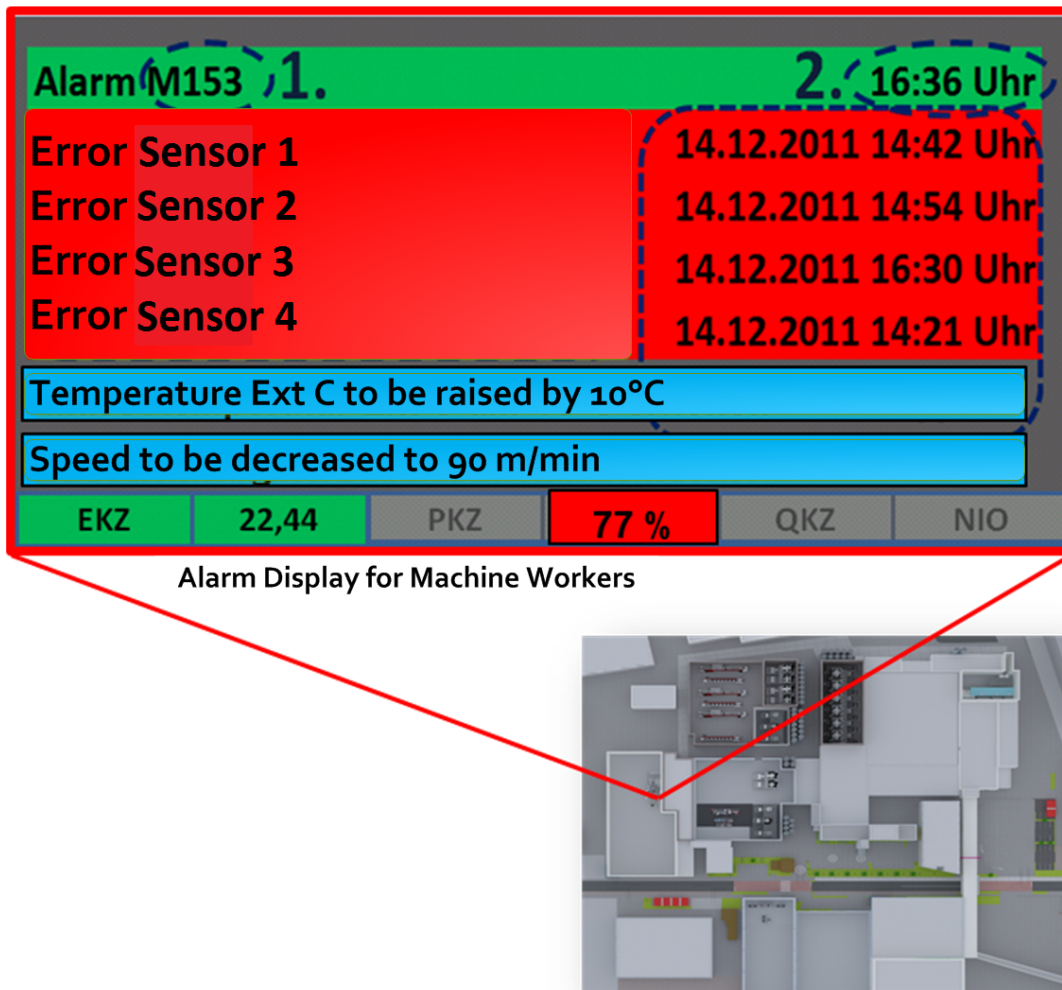 Alarm M153 1. 2. 16:36 Uhr
Error Sensor 1 14.12.2011 14:42 Uhr
Error Sensor 2 14.12.2011 14:54 Uhr
Error Sensor 3 14.12.2011 16:30 Uhr
Error Sensor 4 14.12.2011 14:21 Uhr
Temperature Ext C to be raised by 10°C
Speed to be decreased to 90 m/min
EKZ 22,44 PKZ 77 % QKZ NIO
Alarm Display for Machine Workers